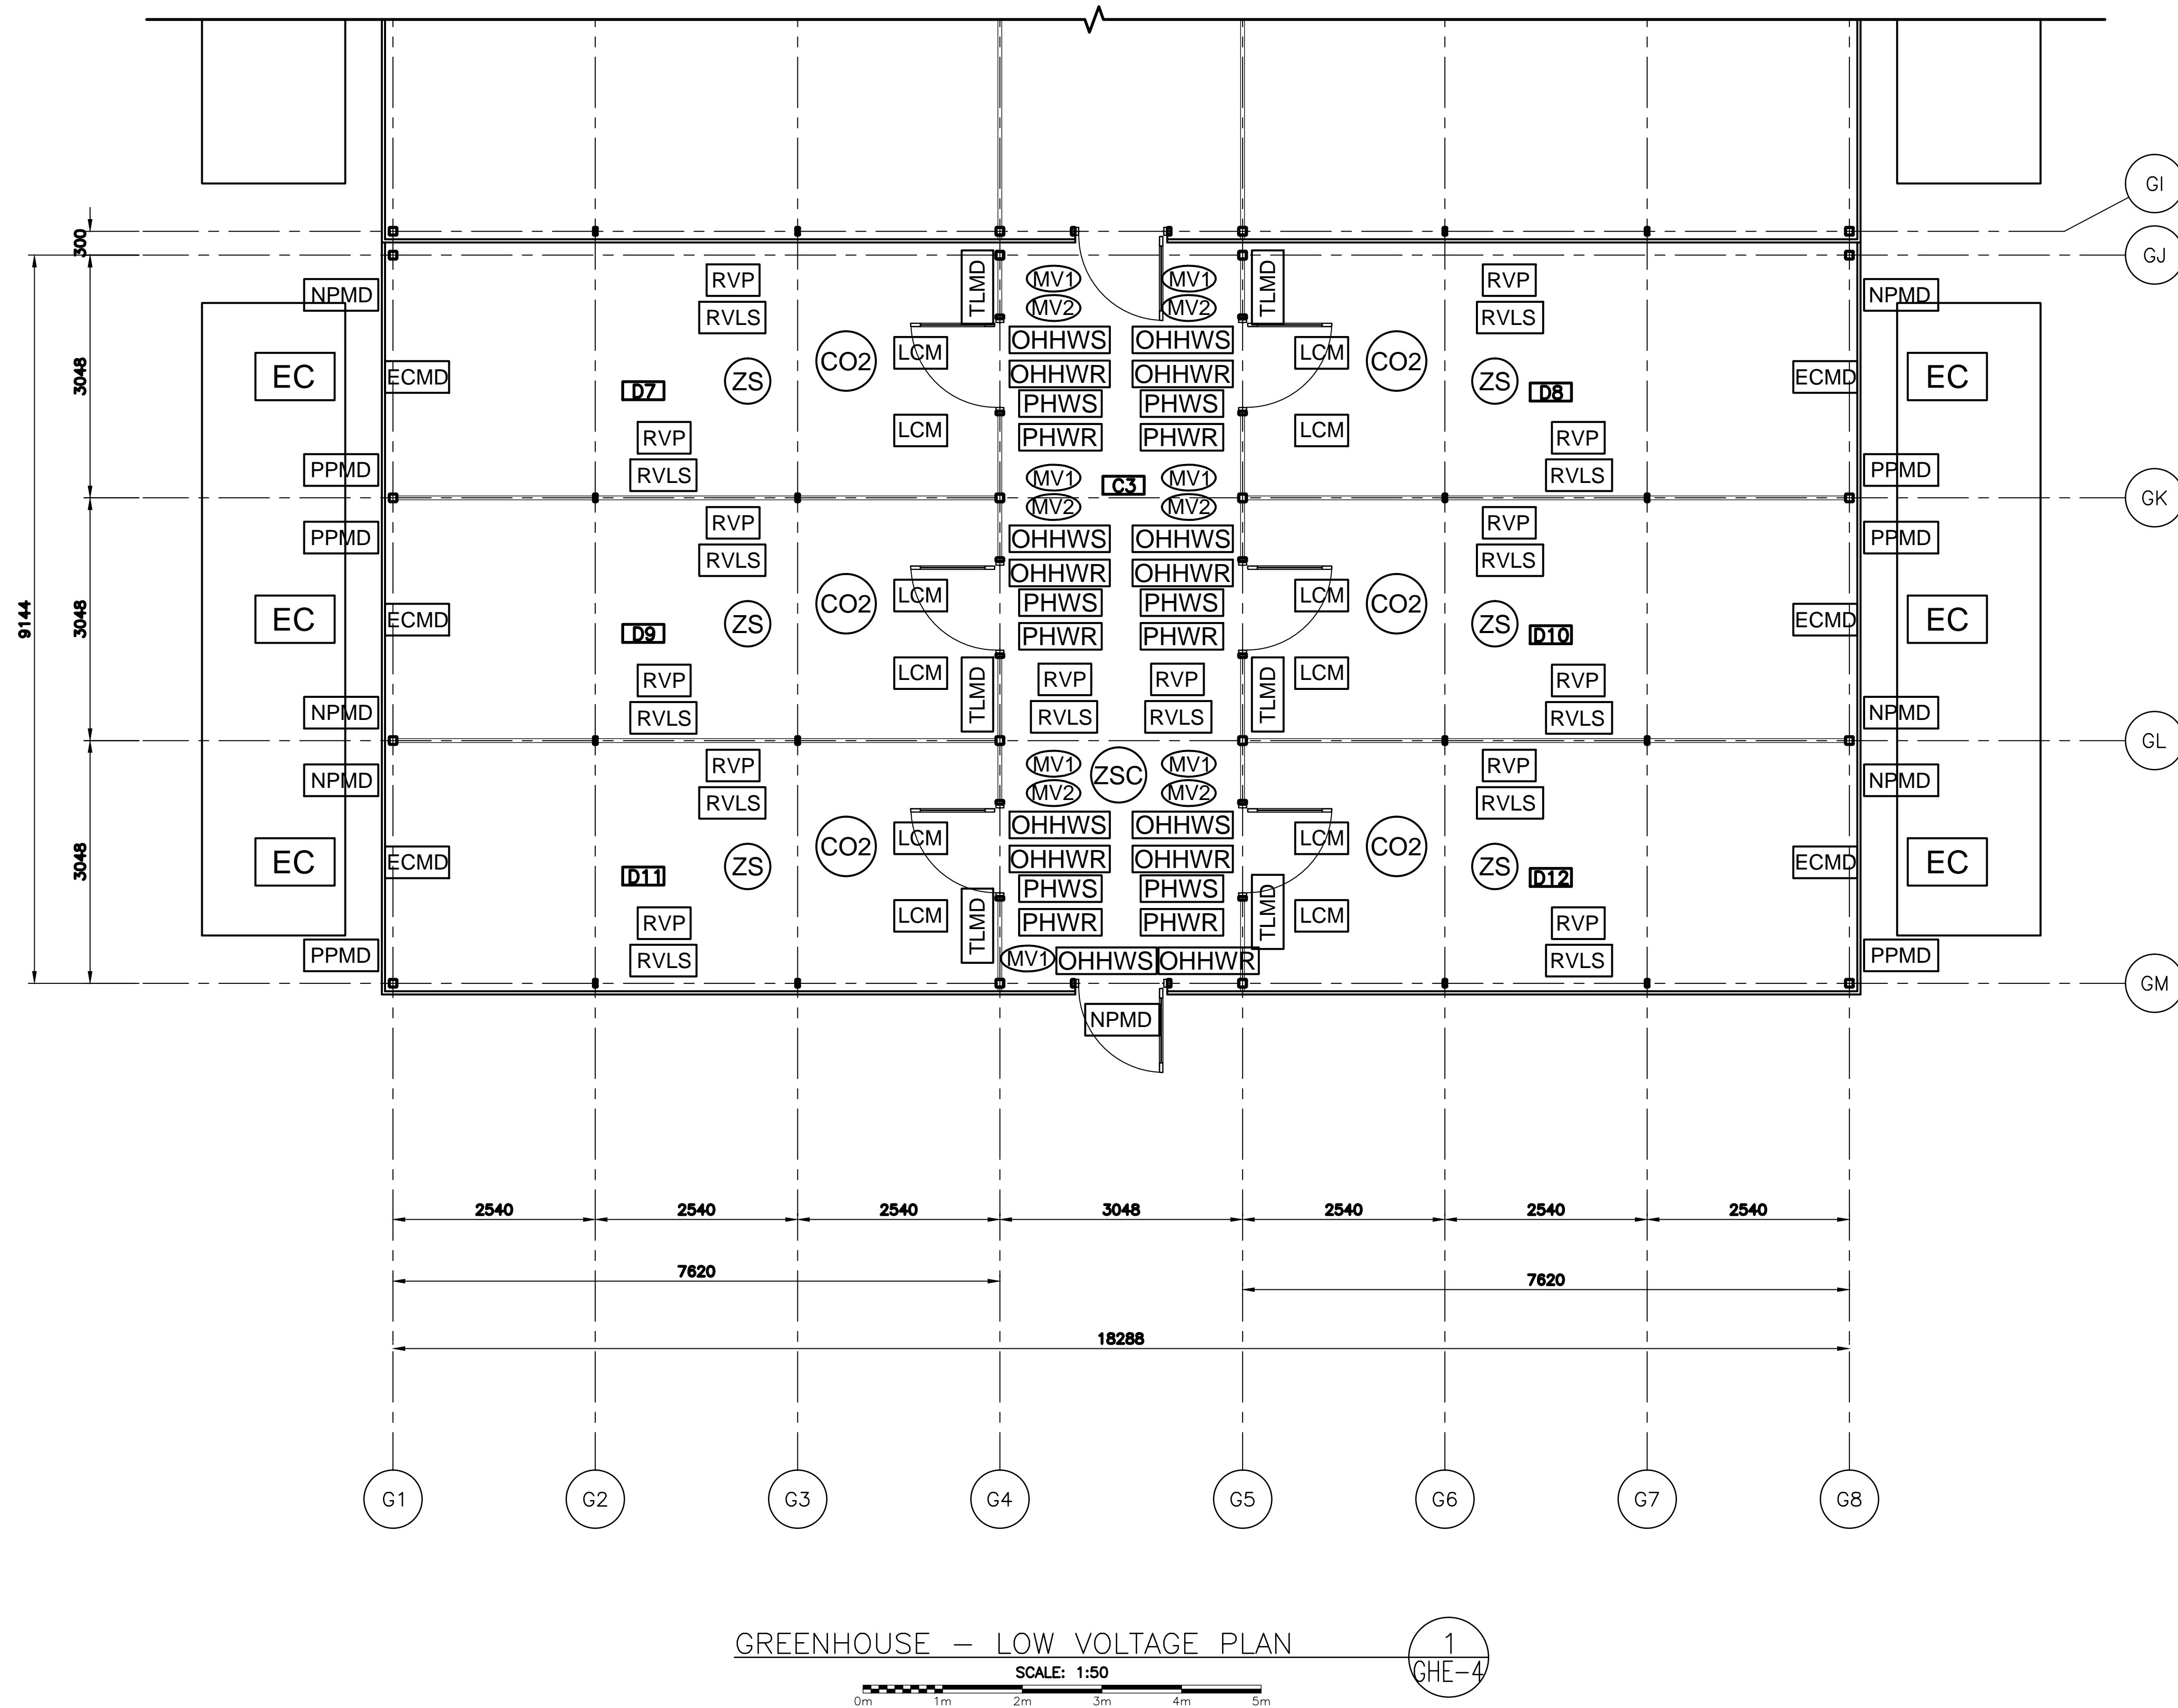 GI
300
GJ
NPMD RVP TLMD MV1 MV1 TLMD RVP NPMD
RVLS MV2 MV2 RVLS
OHHWS OHHWS
3048 EC ECMD D7 ZS CO2 LCM OHHWR OHHWR LCM CO2 ZS D8 ECMD EC
PHWS PHWS
RVP LCM PHWR PHWR LCM RVP
PPMD RVLS MV1 C3 MV1 RVLS PPMD
GK
MV2 MV2
PPMD RVP OHHWS OHHWS RVP PPMD
RVLS OHHWR OHHWR RVLS
9144 3048 EC ECMD D9 ZS CO2 LCM PHWS PHWS LCM CO2 ZS D10 ECMD EC
PHWR PHWR
RVP LCM TLMD RVP RVP TLMD LCM RVP
NPMD RVLS RVLS RVLS RVLS NPMD
GL
NPMD RVP MV1 ZSC MV1 RVP NPMD
RVLS MV2 MV2 RVLS
OHHWS OHHWS
3048 EC ECMD D11 ZS CO2 LCM OHHWR OHHWR LCM CO2 ZS D12 ECMD EC
PHWS PHWS
RVP LCM TLMD PHWR PHWR TLMD LCM RVP
PPMD RVLS MV1 OHHWS OHHWR RVLS PPMD
GM
NPMD
2540 2540 2540 3048 2540 2540 2540
7620 7620
18288
G1 G2 G3 G4 G5 G6 G7 G8
GREENHOUSE – LOW VOLTAGE PLAN
1
GHE-4
SCALE: 1:50
0m 1m 2m 3m 4m 5m